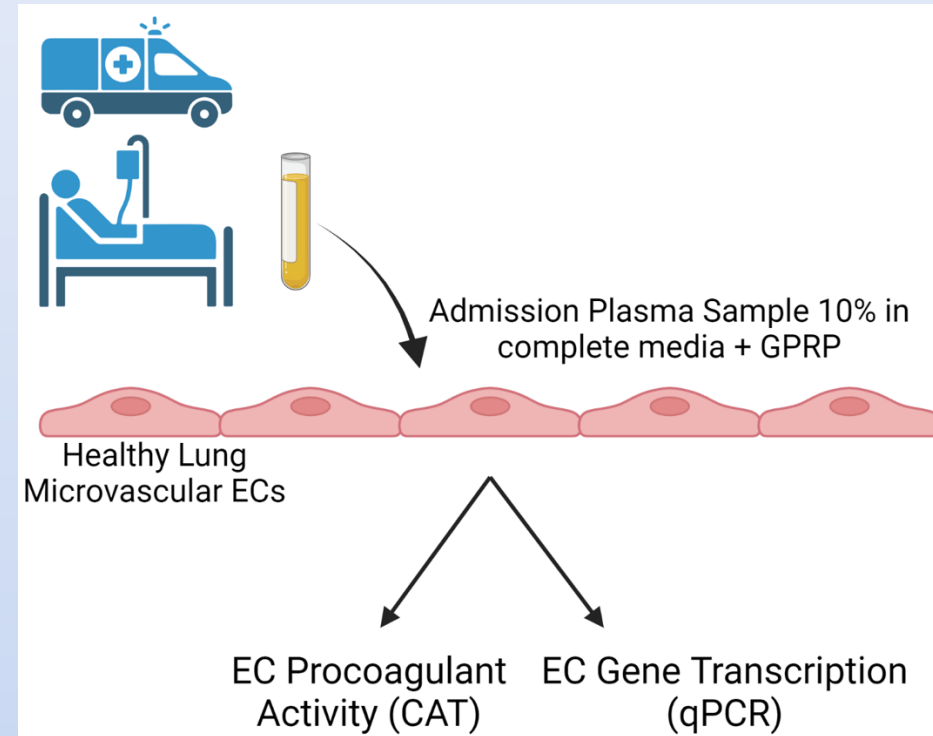 Admission Plasma Sample 10% in
complete media + GPRP
Healthy Lung
Microvascular ECs
EC Procoagulant
Activity (CAT)
EC Gene Transcription
(qPCR)